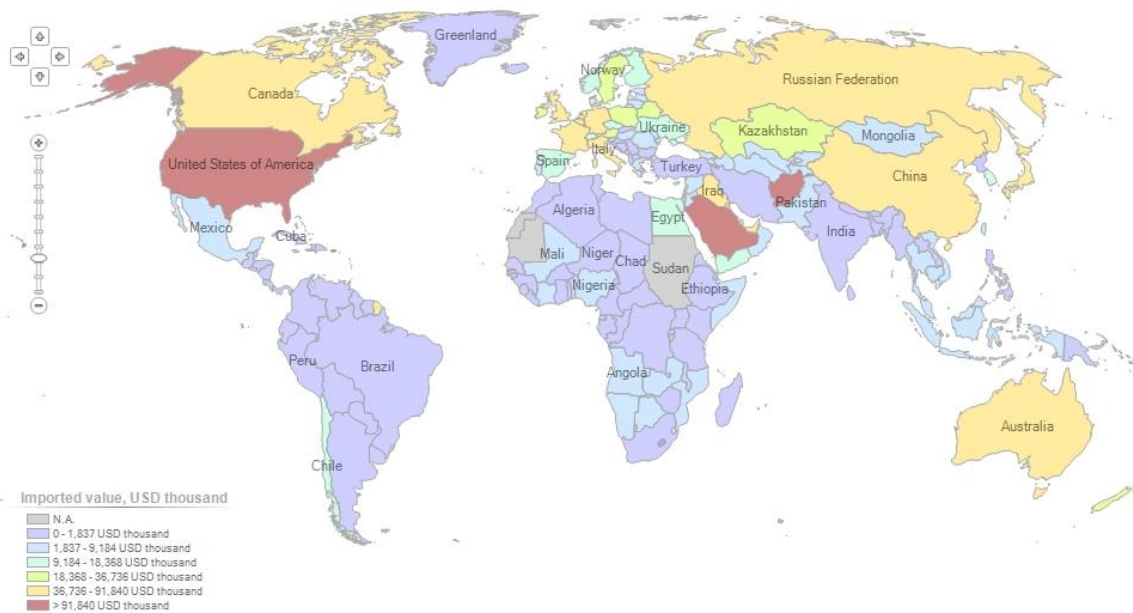 Greenland
Norway
Russian Federation
Canada
Ukraine
Kazakhstan
Mongolia
Italy
United States of America
Spain
Turkey
China
Iraq
Pakistan
Mexico
Algeria
Egypt
India
Cuba
Mali
Niger
Chad
Sudan
Nigeria
Ethiopia
Peru
Brazil
Angola
Australia
Chile
Imported value, USD thousand
N.A.
0 - 1,837 USD thousand
1,837 - 9,184 USD thousand
9,184 - 18,368 USD thousand
18,368 - 36,736 USD thousand
36,736 - 91,840 USD thousand
> 91,840 USD thousand